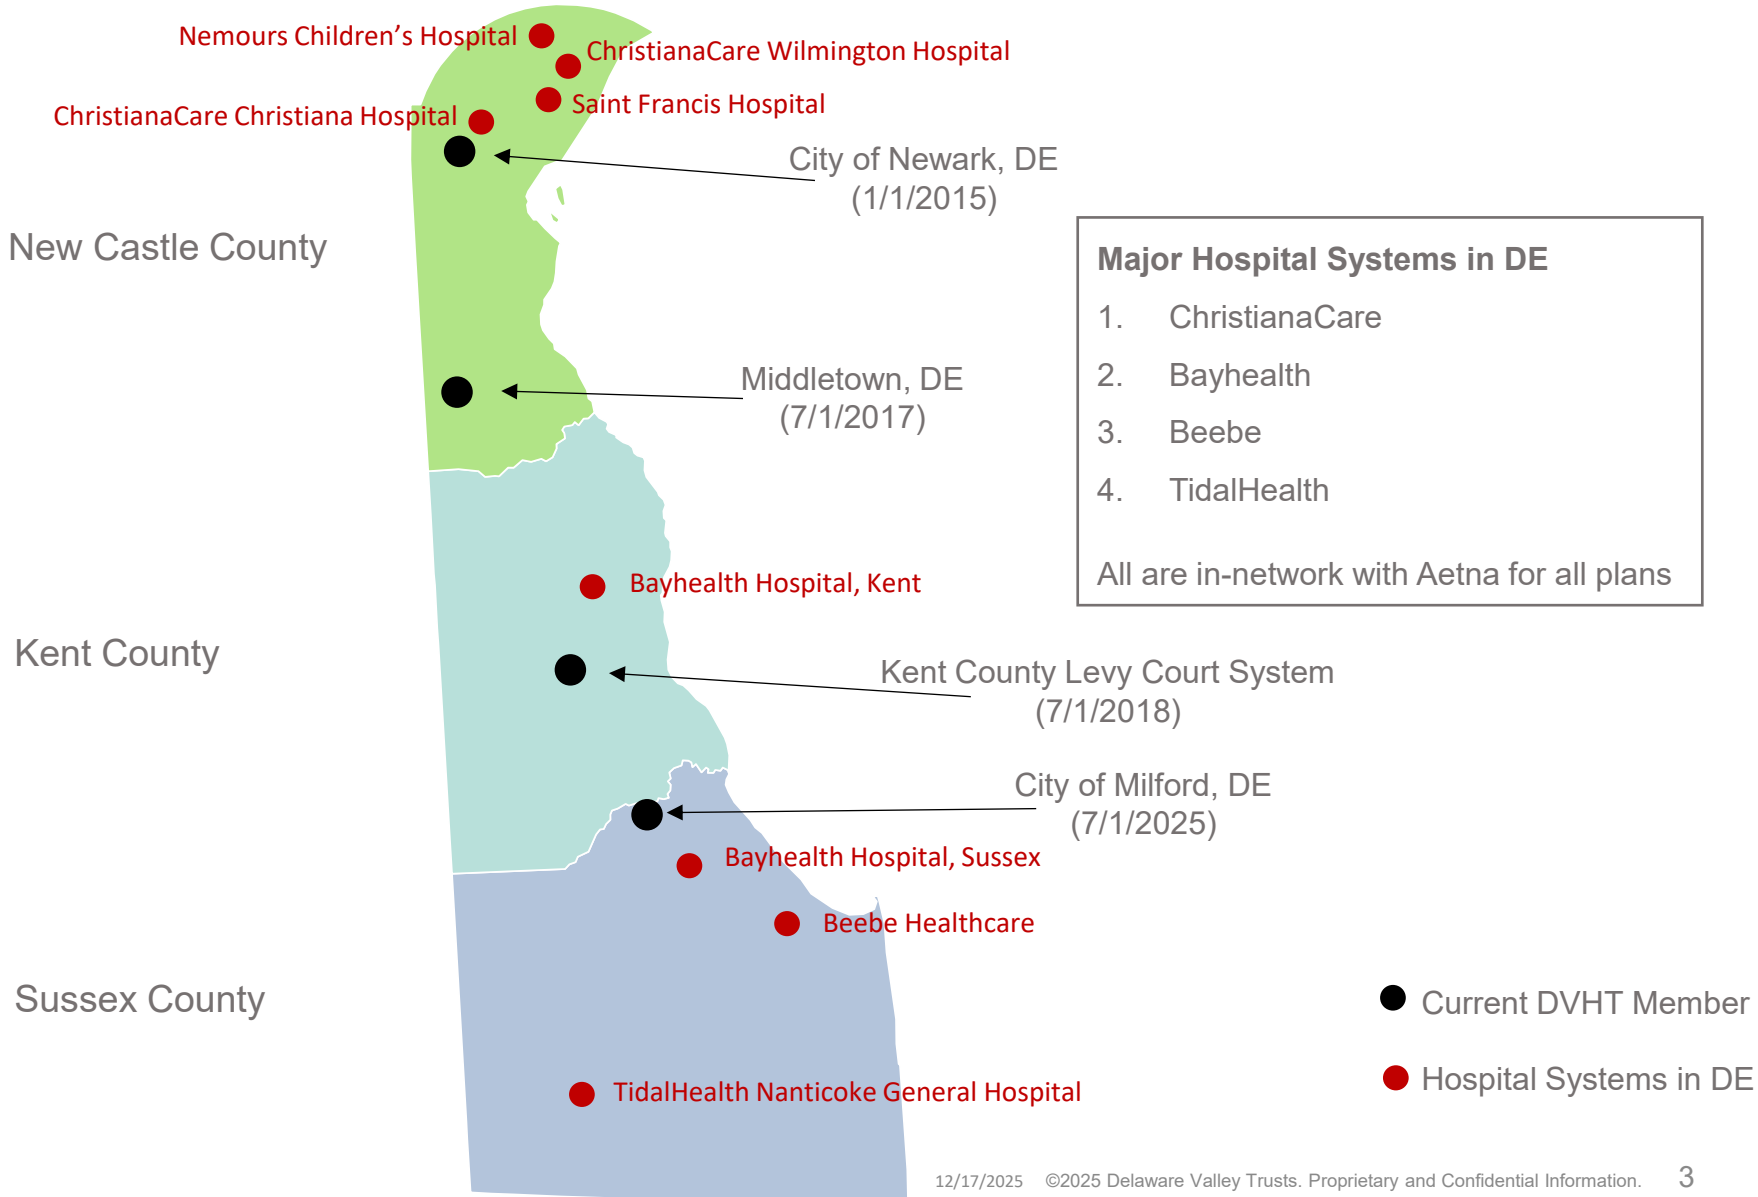 Nemours Children’s Hospital
ChristianaCare Wilmington Hospital
Saint Francis Hospital
ChristianaCare Christiana Hospital
City of Newark, DE
(1/1/2015)
New Castle County
Major Hospital Systems in DE
1. ChristianaCare
2. Bayhealth
3. Beebe
4. TidalHealth
All are in-network with Aetna for all plans
Middletown, DE
(7/1/2017)
Bayhealth Hospital, Kent
Kent County
Kent County Levy Court System
(7/1/2018)
City of Milford, DE
(7/1/2025)
Bayhealth Hospital, Sussex
Beebe Healthcare
Sussex County
Current DVHT Member
Hospital Systems in DE
TidalHealth Nanticoke General Hospital
12/17/2025 ©2025 Delaware Valley Trusts. Proprietary and Confidential Information. 3